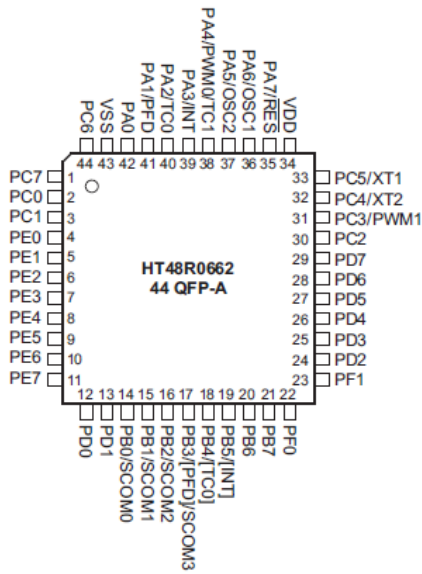 PC6
VSS
PA0
PA1/PFD
PA2/TC0
PA3/INT
PA4/PWM0/TC1
PA5/OSC2
PA6/OSC1
PA7/RES
VDD
44 43 42 41 40 39 38 37 36 35 34
PC7 1
PC0 2
PC1 3
PE0 4
PE1 5
PE2 6
PE3 7
PE4 8
PE5 9
PE6 10
PE7 11
HT48R0662
44 QFP-A
33 PC5/XT1
32 PC4/XT2
31 PC3/PWM1
30 PC2
29 PD7
28 PD6
27 PD5
26 PD4
25 PD3
24 PD2
23 PF1
12 13 14 15 16 17 18 19 20 21 22
PD0
PD1
PB0/SCOM0
PB1/SCOM1
PB2/SCOM2
PB3/[PFD]/SCOM3
PB4/[TC0]
PB5/[INT]
PB6
PB7
PF0